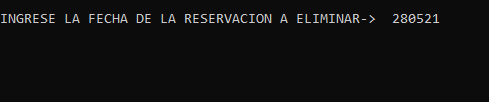 INGRESE LA FECHA DE LA RESERVACION A ELIMINAR->  280521